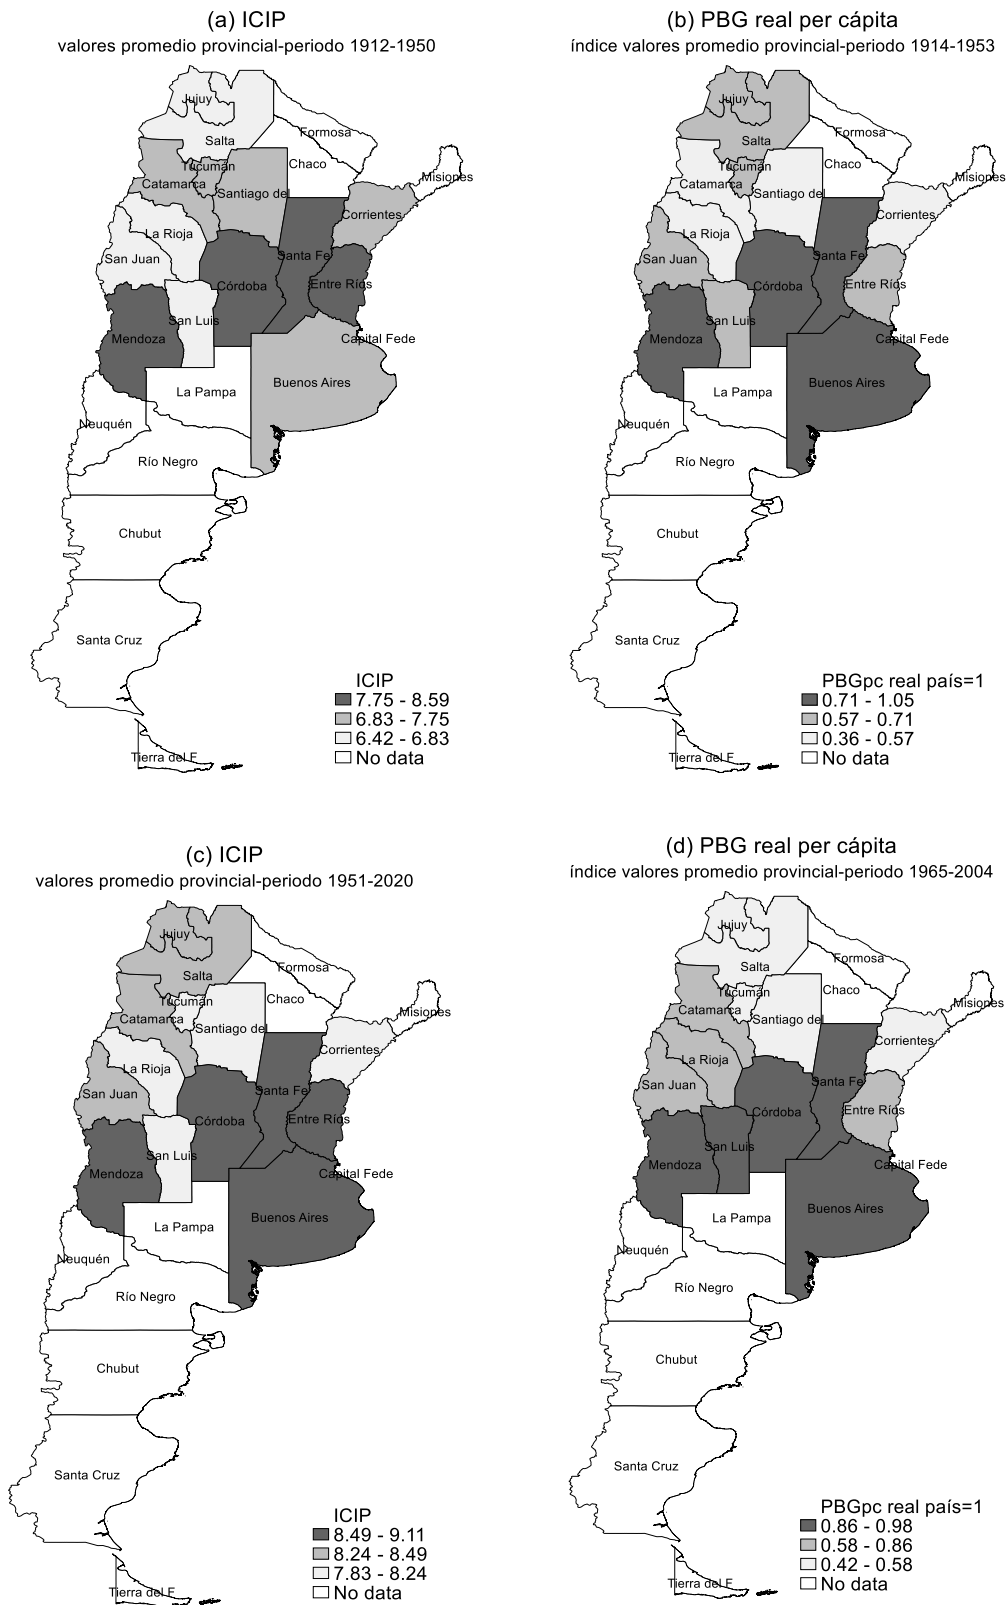 (a) ICIP
valores promedio provincial-periodo 1912-1950
Jujuy
Formosa
Salta
Chaco
Tucumán
Misiones
Catamarca
Santiago del
Corrientes
La Rioja
San Juan
Santa Fe
Córdoba
Entre Ríos
San Luis
Mendoza
Capital Fede
Buenos Aires
La Pampa
Neuquén
Río Negro
Chubut
Santa Cruz
Tierra del F
ICIP
7.75 - 8.59
6.83 - 7.75
6.42 - 6.83
No data
(b) PBG real per cápita
índice valores promedio provincial-periodo 1914-1953
Jujuy
Formosa
Salta
Chaco
Tucumán
Misiones
Catamarca
Santiago del
Corrientes
La Rioja
San Juan
Santa Fe
Córdoba
Entre Ríos
San Luis
Mendoza
Capital Fede
Buenos Aires
La Pampa
Neuquén
Río Negro
Chubut
Santa Cruz
Tierra del F
PBGpc real país=1
0.71 - 1.05
0.57 - 0.71
0.36 - 0.57
No data
(c) ICIP
valores promedio provincial-periodo 1951-2020
Jujuy
Formosa
Salta
Chaco
Tucumán
Misiones
Catamarca
Santiago del
Corrientes
La Rioja
San Juan
Santa Fe
Córdoba
Entre Ríos
San Luis
Mendoza
Capital Fede
Buenos Aires
La Pampa
Neuquén
Río Negro
Chubut
Santa Cruz
Tierra del F
ICIP
8.49 - 9.11
8.24 - 8.49
7.83 - 8.24
No data
(d) PBG real per cápita
índice valores promedio provincial-periodo 1965-2004
Jujuy
Formosa
Salta
Chaco
Tucumán
Misiones
Catamarca
Santiago del
Corrientes
La Rioja
San Juan
Santa Fe
Córdoba
Entre Ríos
San Luis
Mendoza
Capital Fede
Buenos Aires
La Pampa
Neuquén
Río Negro
Chubut
Santa Cruz
Tierra del F
PBGpc real país=1
0.86 - 0.98
0.58 - 0.86
0.42 - 0.58
No data